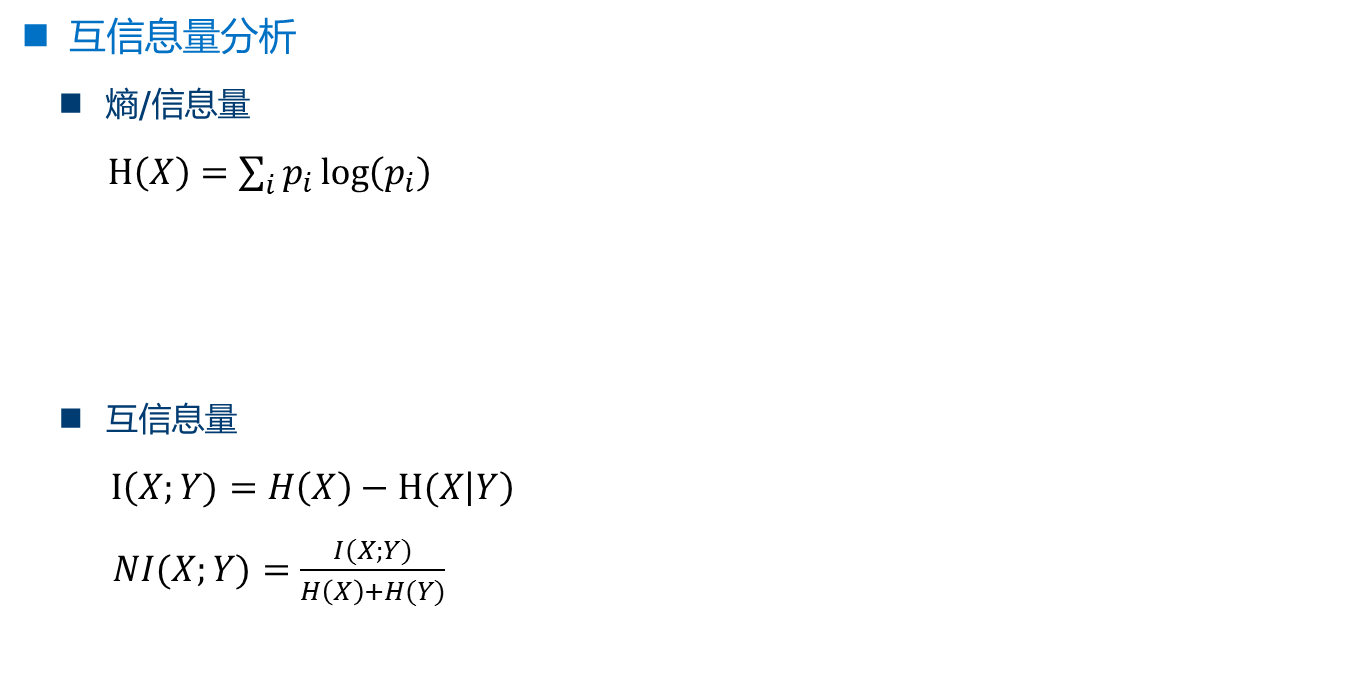 ■ 互信息量分析
■ 熵/信息量
H(X) = ∑ᵢ pᵢ log(pᵢ)
■ 互信息量
I(X; Y) = H(X) − H(X|Y)
NI(X; Y) = I(X;Y) / H(X)+H(Y)